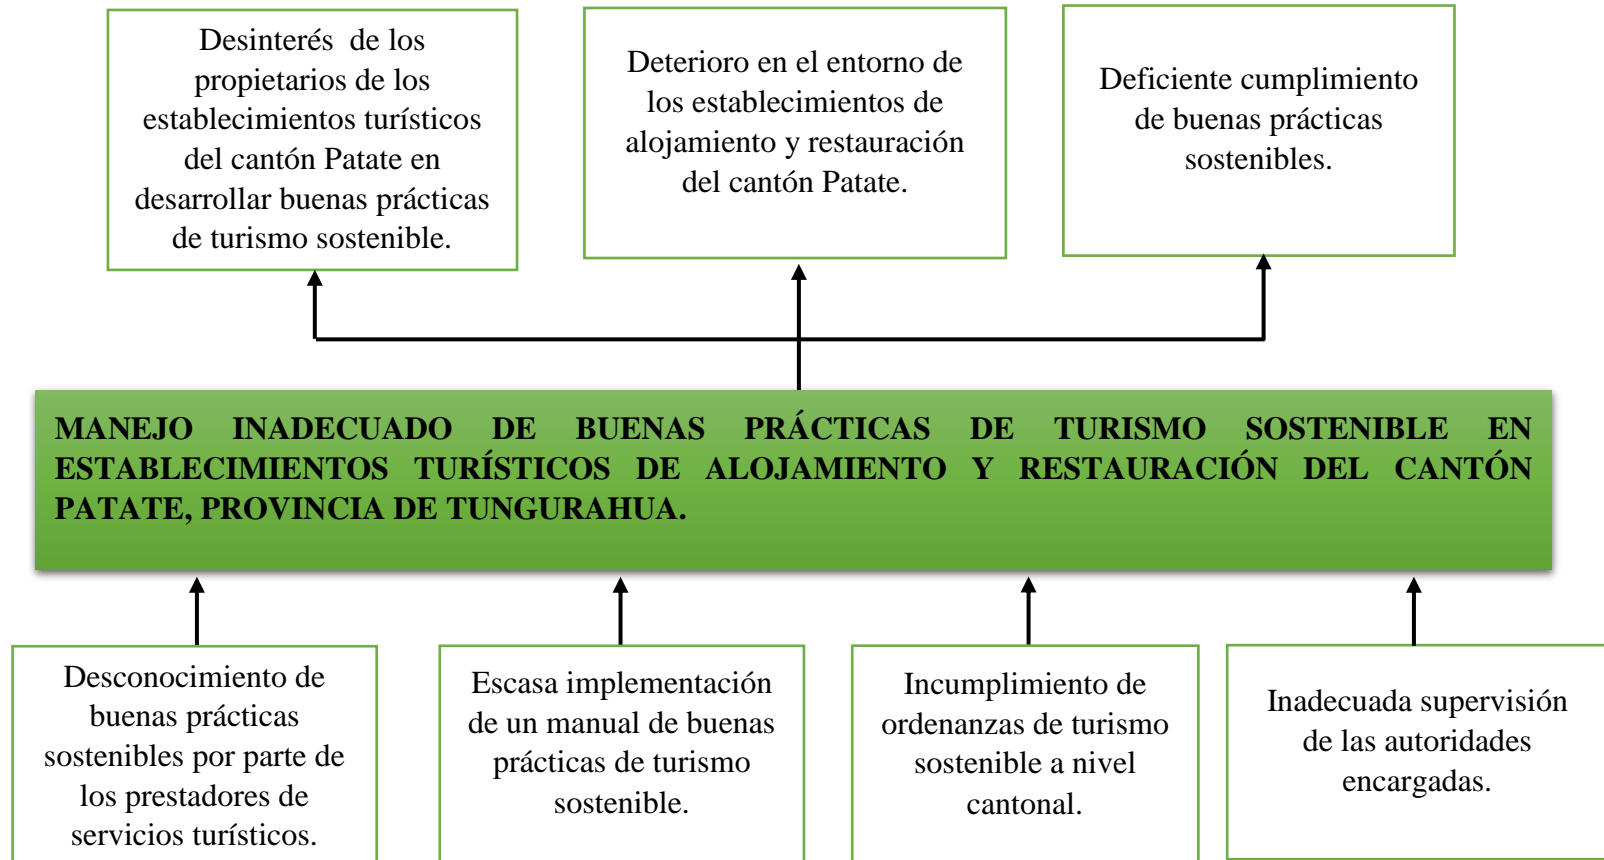 Desinterés de los
propietarios de los
establecimientos turísticos
del cantón Patate en
desarrollar buenas prácticas
de turismo sostenible.
Deterioro en el entorno de
los establecimientos de
alojamiento y restauración
del cantón Patate.
Deficiente cumplimiento
de buenas prácticas
sostenibles.
MANEJO INADECUADO DE BUENAS PRÁCTICAS DE TURISMO SOSTENIBLE EN
ESTABLECIMIENTOS TURÍSTICOS DE ALOJAMIENTO Y RESTAURACIÓN DEL CANTÓN
PATATE, PROVINCIA DE TUNGURAHUA.
Desconocimiento de
buenas prácticas
sostenibles por parte de
los prestadores de
servicios turísticos.
Escasa implementación
de un manual de buenas
prácticas de turismo
sostenible.
Incumplimiento de
ordenanzas de turismo
sostenible a nivel
cantonal.
Inadecuada supervisión
de las autoridades
encargadas.